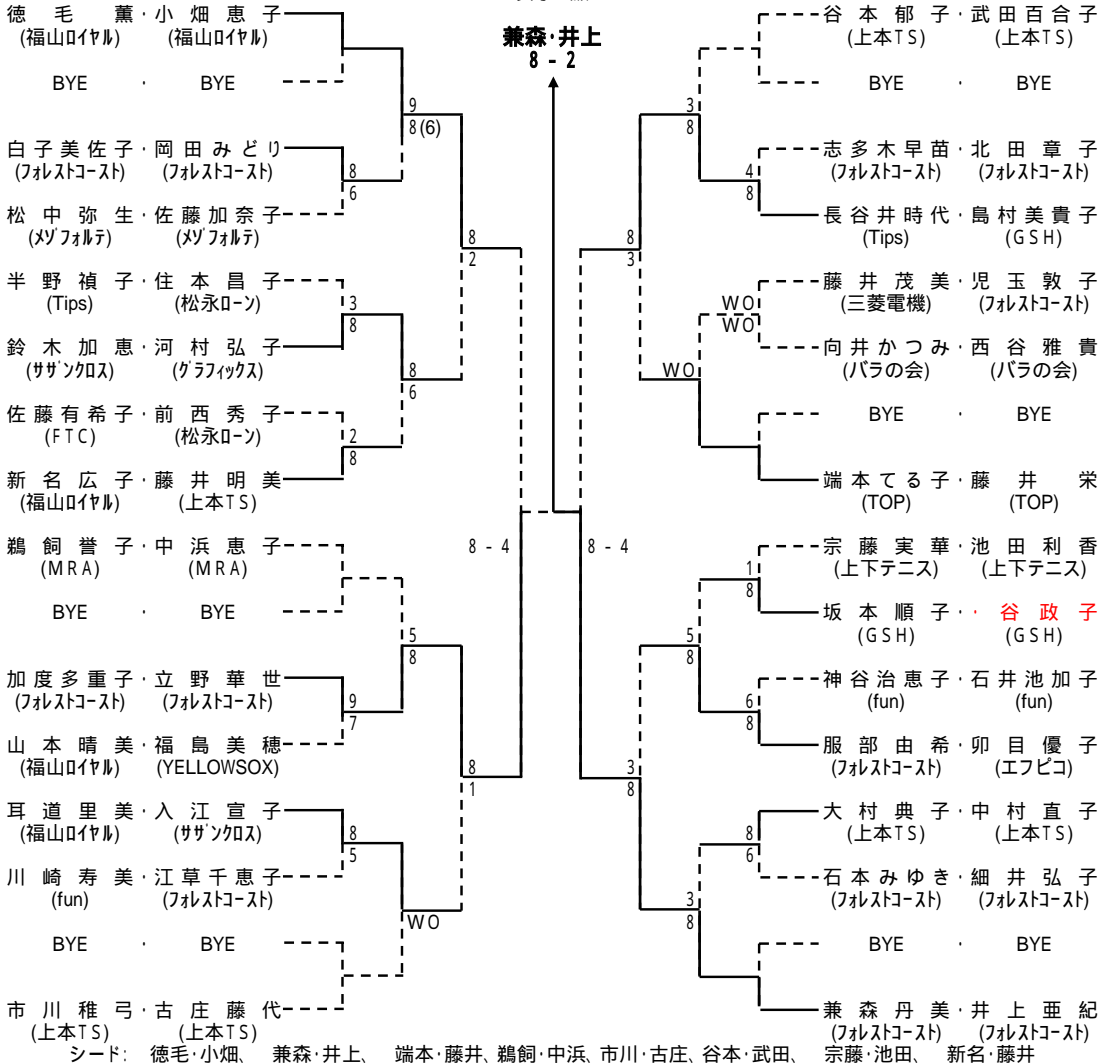 兼森・井上
8 - 2
徳毛薫・小畑恵子
(福山ロイヤル) (福山ロイヤル)
BYE ・ BYE
9
8(6)
白子美佐子・岡田みどり
(フォレストコースト) (フォレストコースト)
8
6
松中弥生・佐藤加奈子
(メゾフォルテ) (メゾフォルテ)
8
2
半野禎子・住本昌子
(Tips) (松永ローン)
3
8
鈴木加恵・河村弘子
(サザンクロス) (グラフィックス)
8
6
佐藤有希子・前西秀子
(FTC) (松永ローン)
2
8
新名広子・藤井明美
(福山ロイヤル) (上本TS)
8 - 4
鵜飼誉子・中浜恵子
(MRA) (MRA)
BYE ・ BYE
5
8
加度多重子・立野華世
(フォレストコースト) (フォレストコースト)
9
7
山本晴美・福島美穂
(福山ロイヤル) (YELLOWSOX)
8
1
耳道里美・入江宣子
(福山ロイヤル) (サザンクロス)
8
5
川崎寿美・江草千恵子
(fun) (フォレストコースト)
WO
BYE ・ BYE
市川稚弓・古庄藤代
(上本TS) (上本TS)
谷本郁子・武田百合子
(上本TS) (上本TS)
BYE ・ BYE
3
8
志多木早苗・北田章子
(フォレストコースト) (フォレストコースト)
4
8
長谷井時代・島村美貴子
(Tips) (GSH)
8
3
藤井茂美・児玉敦子
(三菱電機) (フォレストコースト)
WO
WO
向井かつみ・西谷雅貴
(バラの会) (バラの会)
WO
BYE ・ BYE
端本てる子・藤井栄
(TOP) (TOP)
8 - 4
宗藤実華・池田利香
(上下テニス) (上下テニス)
1
8
坂本順子・・谷政子
(GSH) (GSH)
5
8
神谷治恵子・石井池加子
(fun) (fun)
6
8
服部由希・卯目優子
(フォレストコースト) (エフピコ)
3
8
大村典子・中村直子
(上本TS) (上本TS)
8
6
石本みゆき・細井弘子
(フォレストコースト) (フォレストコースト)
3
8
BYE ・ BYE
兼森丹美・井上亜紀
(フォレストコースト) (フォレストコースト)
シード: 徳毛・小畑、 兼森・井上、 端本・藤井、鵜飼・中浜、市川・古庄、谷本・武田、 宗藤・池田、 新名・藤井